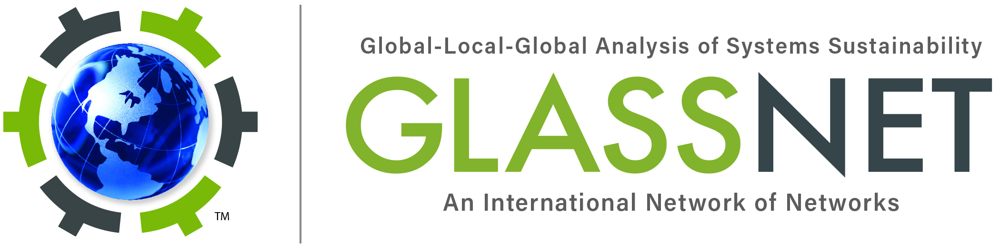 Global-Local-Global Analysis of Systems Sustainability
GLASSNET
An International Network of Networks
TM